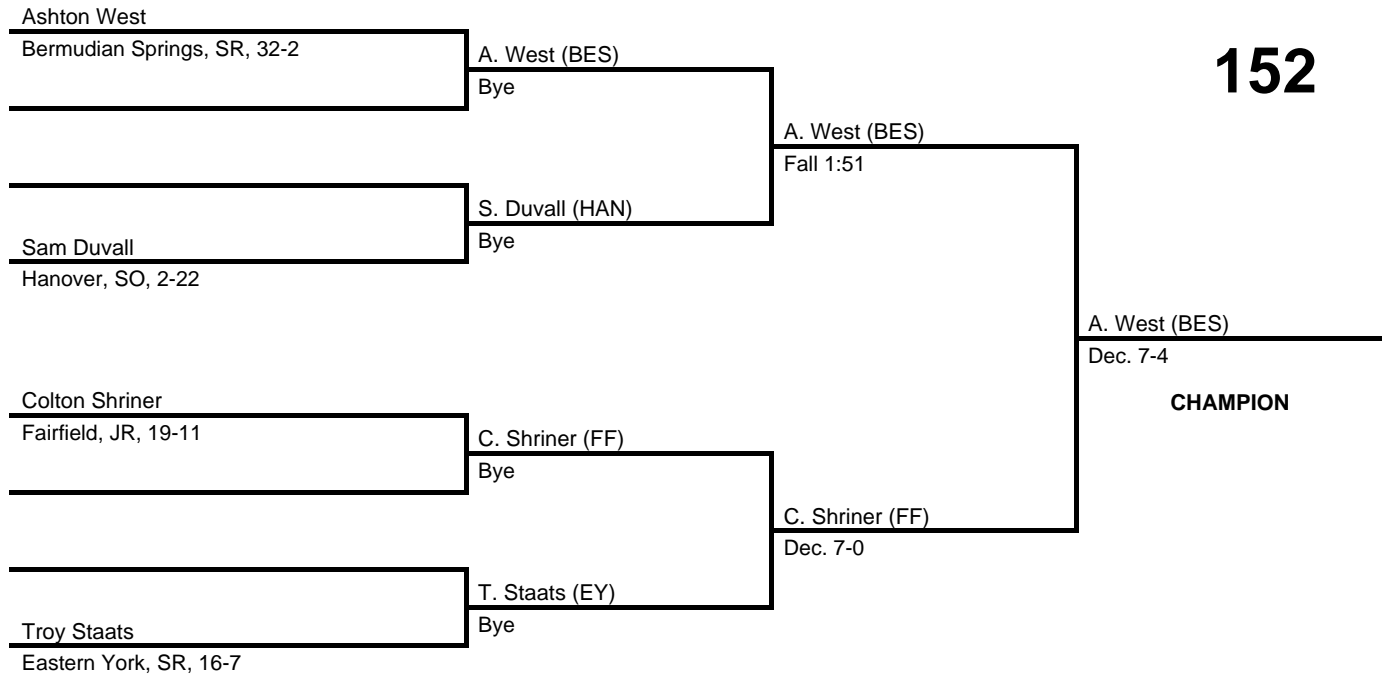 Ashton West
Bermudian Springs, SR, 32-2
A. West (BES)
Bye
152
A. West (BES)
Fall 1:51
S. Duvall (HAN)
Bye
Sam Duvall
Hanover, SO, 2-22
A. West (BES)
Dec. 7-4
CHAMPION
Colton Shriner
Fairfield, JR, 19-11
C. Shriner (FF)
Bye
C. Shriner (FF)
Dec. 7-0
T. Staats (EY)
Bye
Troy Staats
Eastern York, SR, 16-7